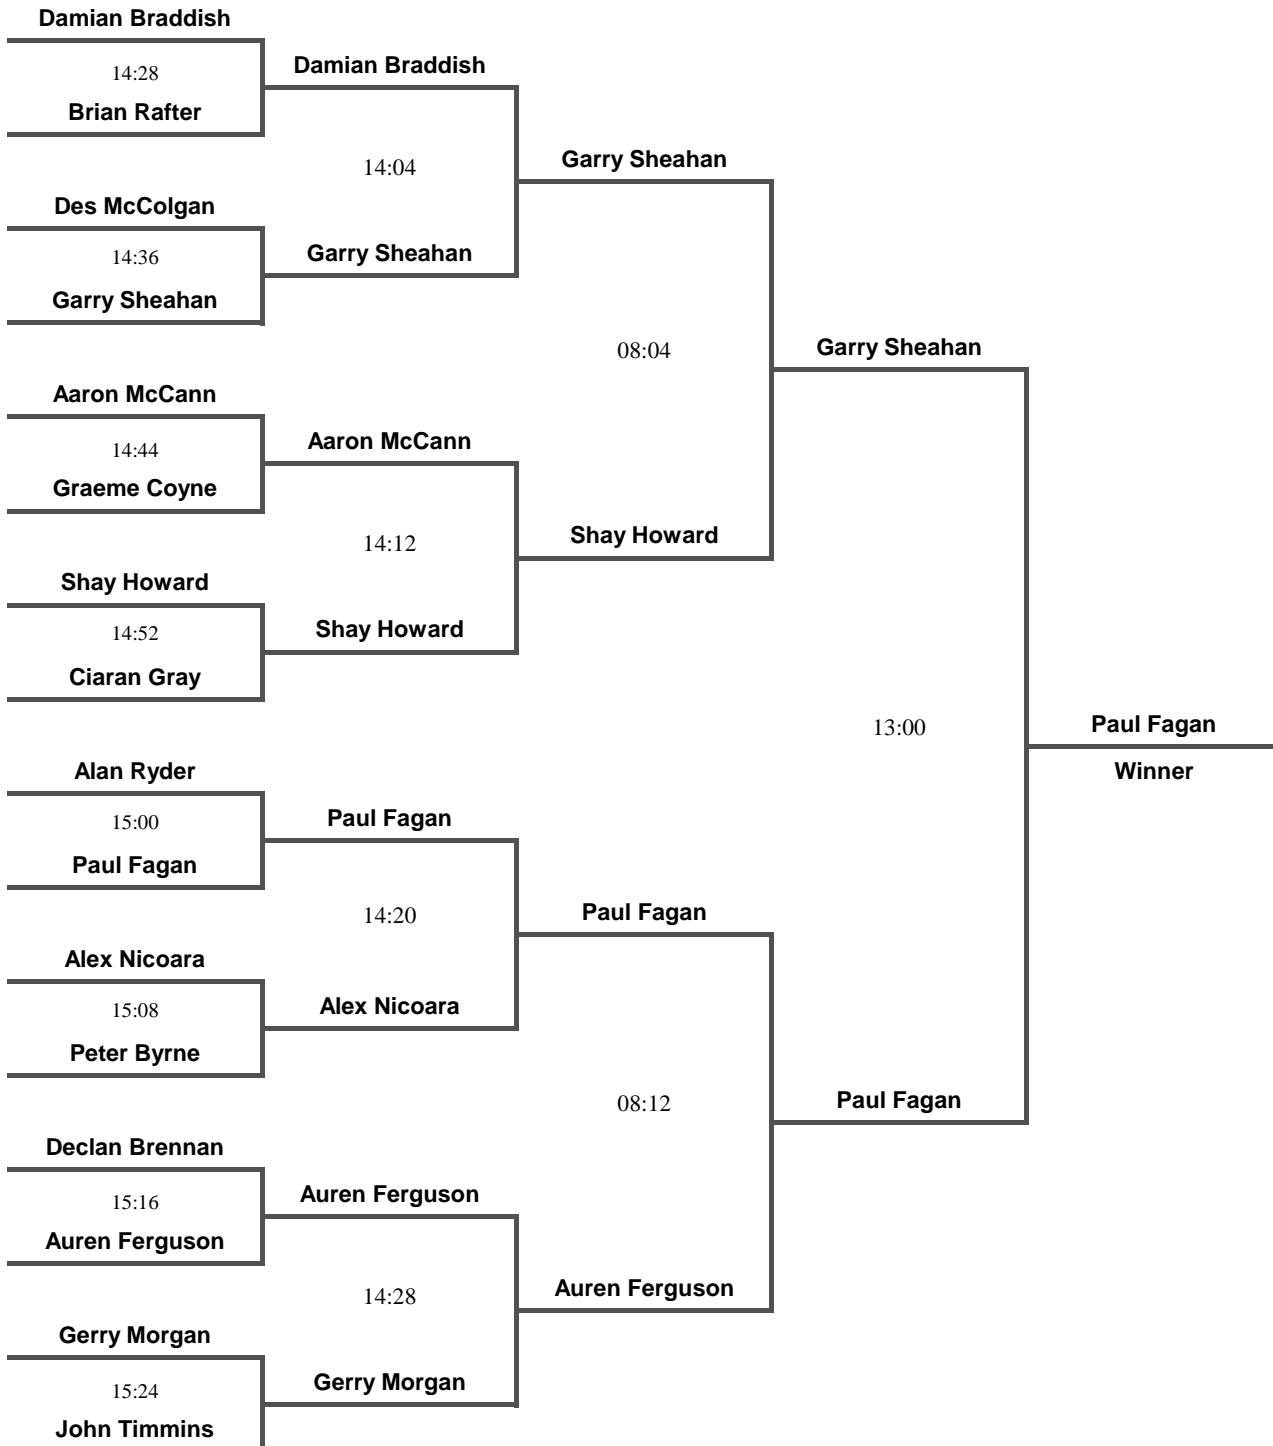 Damian Braddish
14:28
Brian Rafter
Des McColgan
14:36
Garry Sheahan
Aaron McCann
14:44
Graeme Coyne
Shay Howard
14:52
Ciaran Gray
Alan Ryder
15:00
Paul Fagan
Alex Nicoara
15:08
Peter Byrne
Declan Brennan
15:16
Auren Ferguson
Gerry Morgan
15:24
John Timmins
Damian Braddish
14:04
Garry Sheahan
Aaron McCann
14:12
Shay Howard
Paul Fagan
14:20
Alex Nicoara
Auren Ferguson
14:28
Gerry Morgan
Garry Sheahan
08:04
Shay Howard
Paul Fagan
08:12
Auren Ferguson
Garry Sheahan
13:00
Paul Fagan
Paul Fagan
Winner